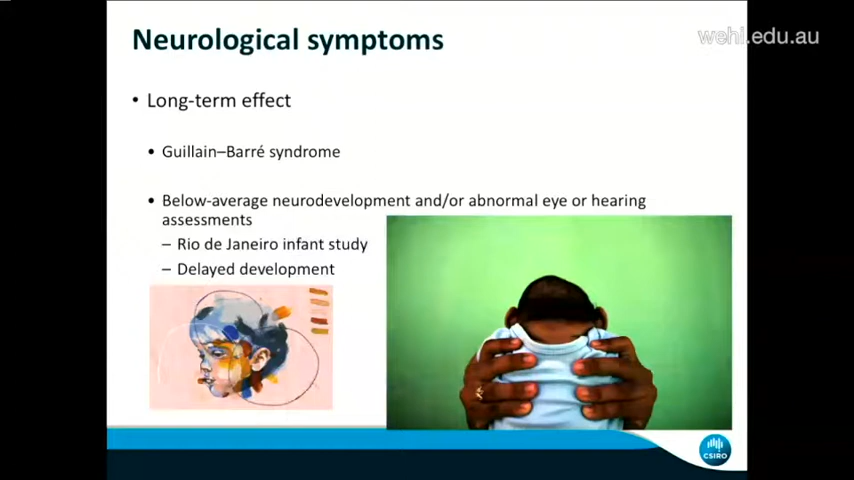 Neurological symptoms
wehi.edu.au
• Long-term effect
• Guillain–Barré syndrome
• Below-average neurodevelopment and/or abnormal eye or hearing
assessments
– Rio de Janeiro infant study
– Delayed development
CSIRO